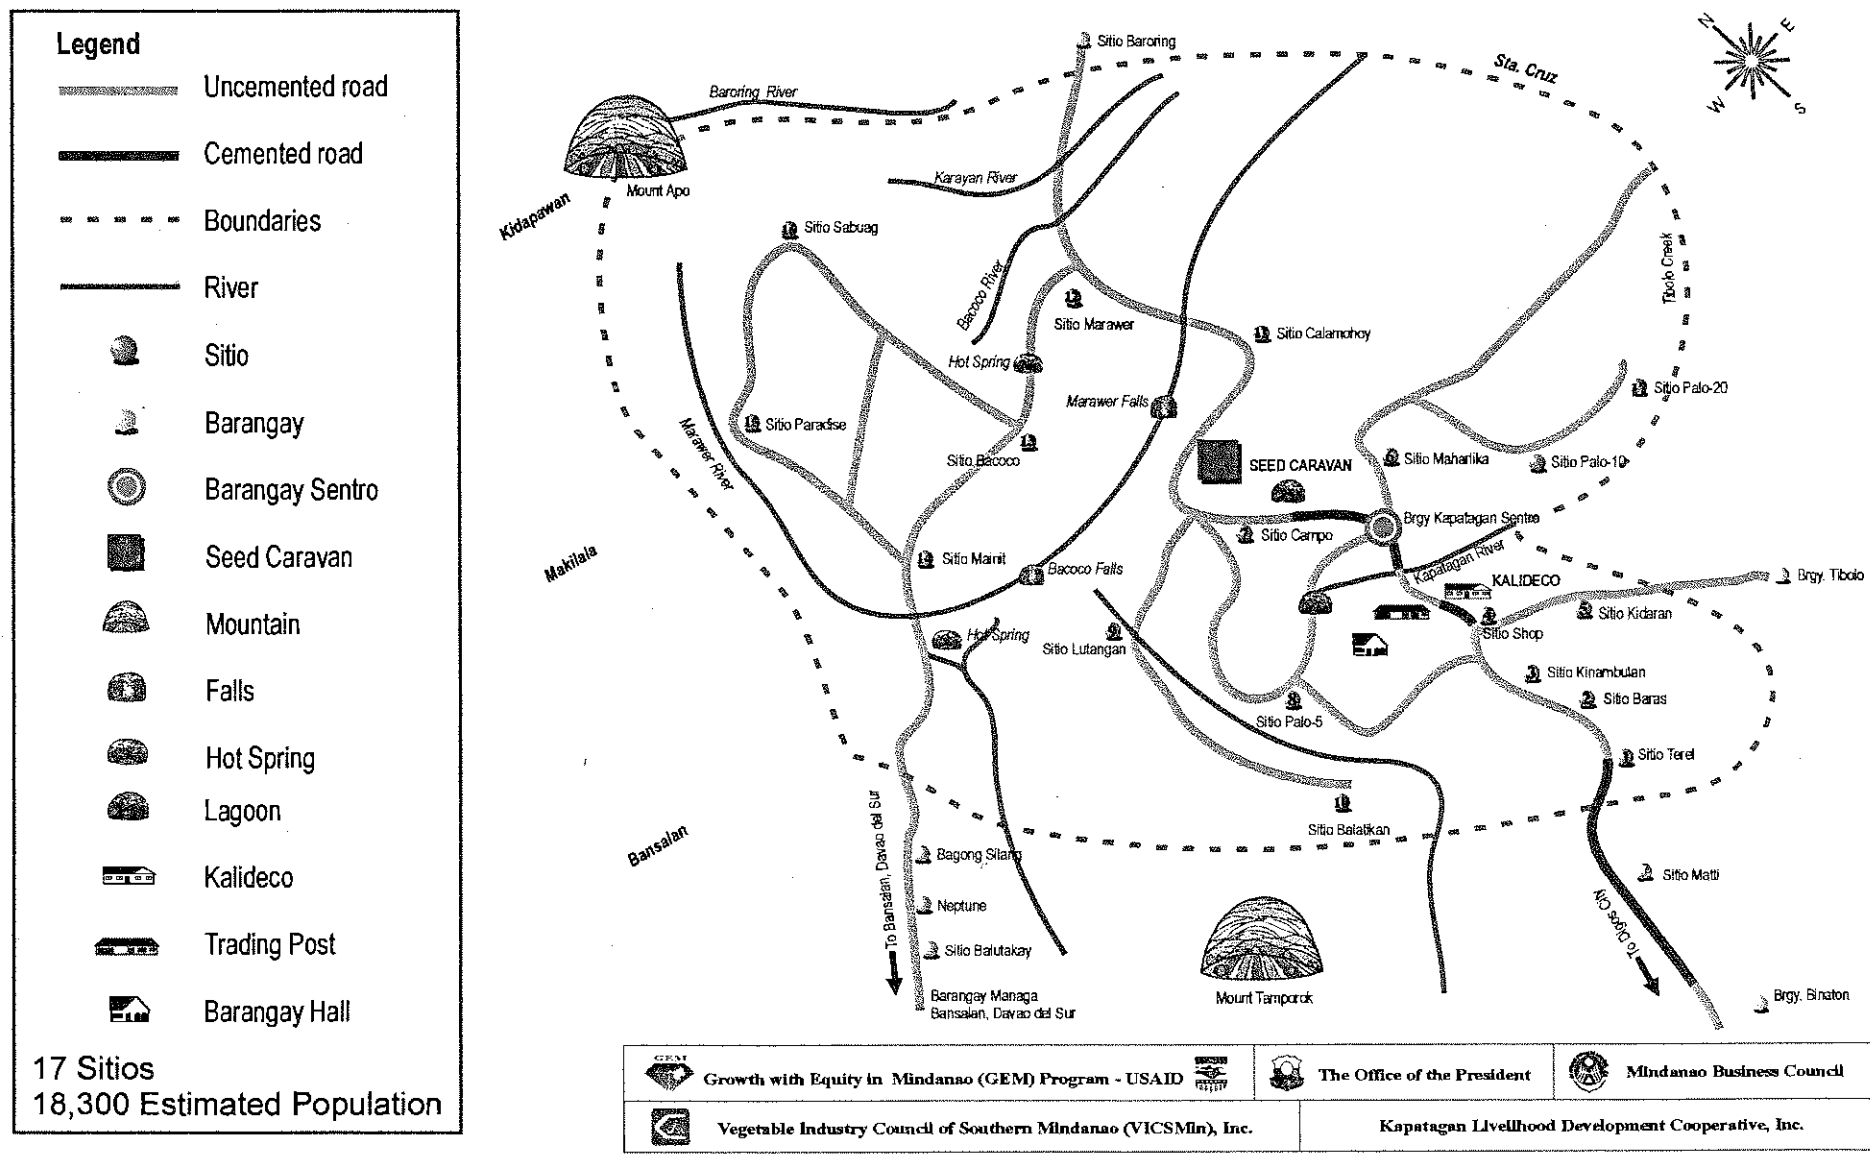 Legend
Uncemented road
Cemented road
Boundaries
River
Sitio
Barangay
Barangay Sentro
Seed Caravan
Mountain
Falls
Hot Spring
Lagoon
Kalideco
Trading Post
Barangay Hall
17 Sitios
18,300 Estimated Population
N
E
W
S
Sitio Baroring
Sta. Cruz
Baroring River
Mount Apo
Karayan River
Kidapawan
Sitio Sabuag
Tibolo Creek
Bacoco River
Sitio Marawer
Sitio Calamohoy
Hot Spring
Marawer Falls
Sitio Palo-20
Sitio Paradise
Marawer River
Sitio Bacoco
SEED CARAVAN
Sitio Maharlika
Sitio Palo-10
Brgy Kapatagan Sentro
Sitio Campo
Makilala
Sitio Mainit
Bacoco Falls
Kapatagan River
KALIDECO
Brgy. Tibolo
Sitio Kidaran
Hot Spring
Sitio Lutangan
Sitio Shop
Sitio Kinambulan
Sitio Baras
Sitio Palo-5
Sitio Terel
To Bansalan, Davao del Sur
Sitio Balatikan
Bansalan
Bagong Silang
Sitio Matti
Neptune
To Digos City
Sitio Balutakay
Mount Tamparok
Barangay Managa
Bansalan, Davao del Sur
Brgy. Binaton
GEM
Growth with Equity in Mindanao (GEM) Program - USAID
The Office of the President
Mindanao Business Council
Vegetable Industry Council of Southern Mindanao (VICSMin), Inc.
Kapatagan Livelihood Development Cooperative, Inc.